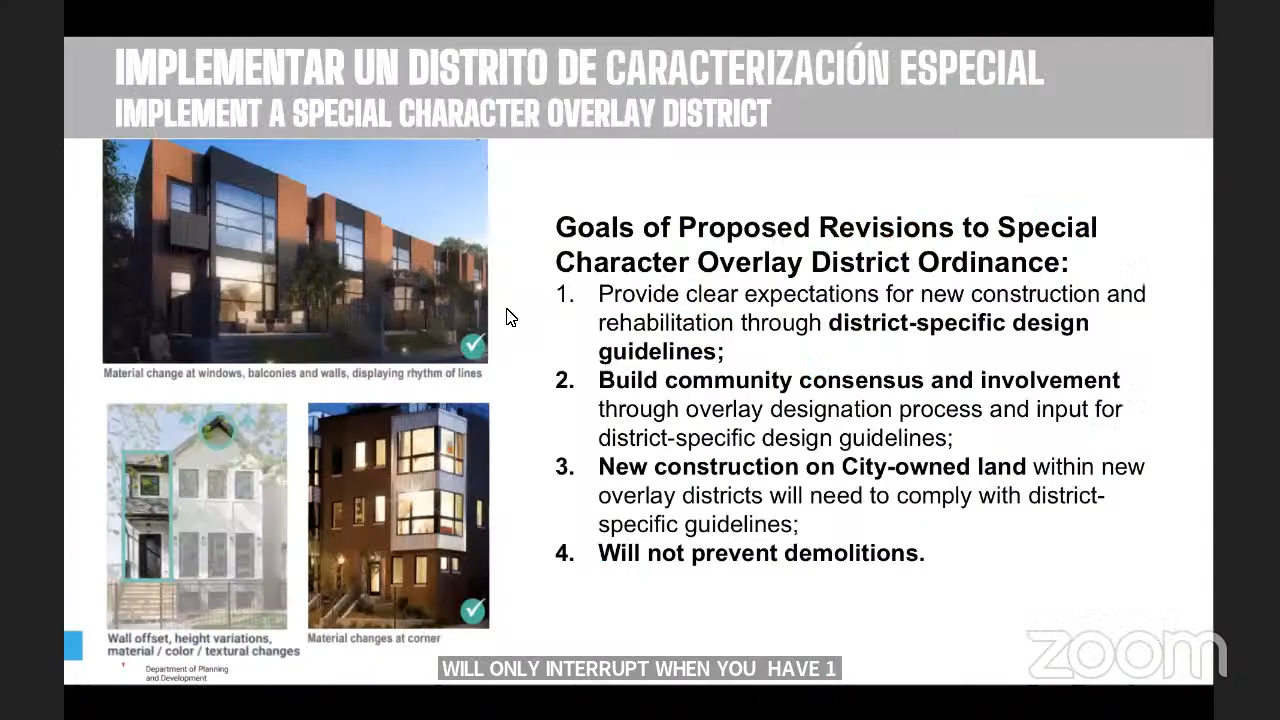 IMPLEMENTAR UN DISTRITO DE CARACTERIZACIÓN ESPECIAL
IMPLEMENT A SPECIAL CHARACTER OVERLAY DISTRICT
Material change at windows, balconies and walls, displaying rhythm of lines
Wall offset, height variations,
material / color / textural changes
Material changes at corner
Goals of Proposed Revisions to Special
Character Overlay District Ordinance:
1. Provide clear expectations for new construction and
rehabilitation through district-specific design
guidelines;
2. Build community consensus and involvement
through overlay designation process and input for
district-specific design guidelines;
3. New construction on City-owned land within new
overlay districts will need to comply with district-
specific guidelines;
4. Will not prevent demolitions.
Department of Planning
and Development
WILL ONLY INTERRUPT WHEN YOU HAVE 1
zoom